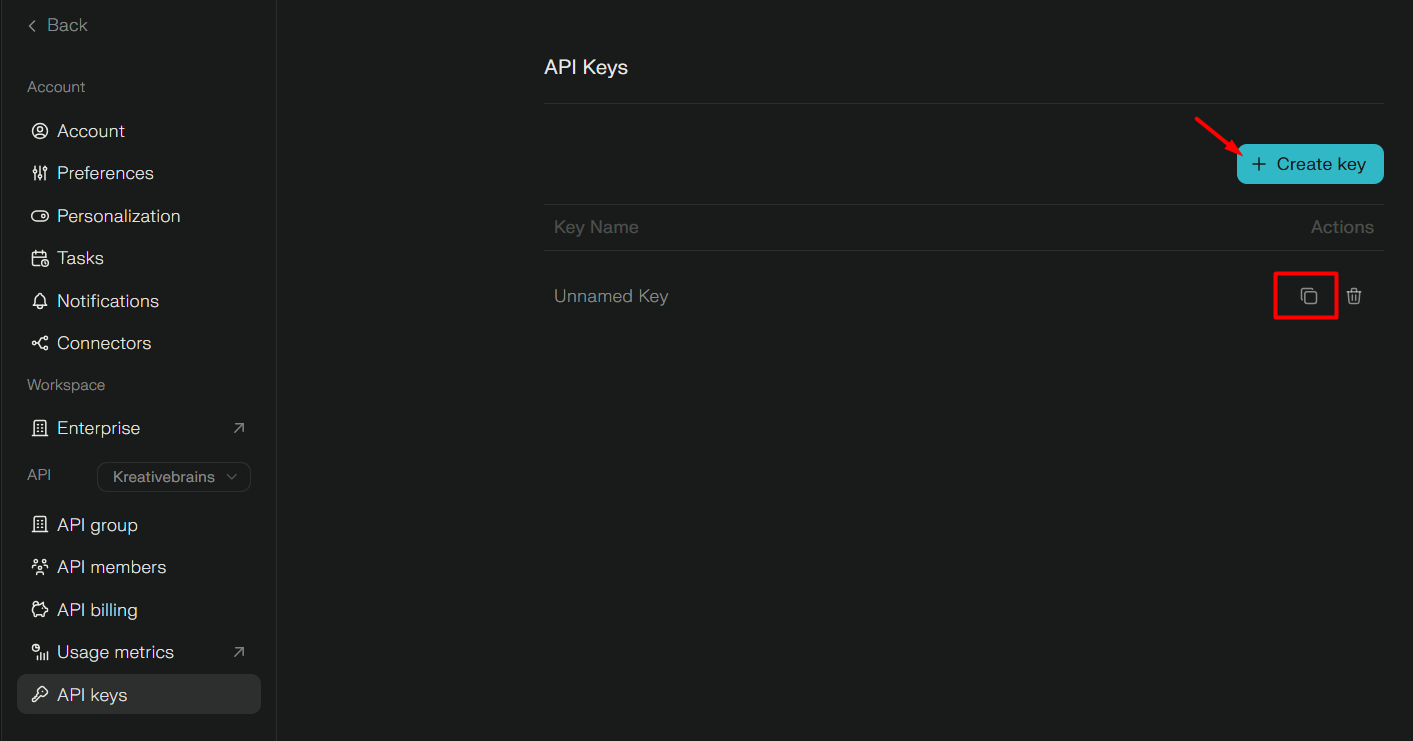 Back
Account
Account
Preferences
Personalization
Tasks
Notifications
Connectors
Workspace
Enterprise
API
Kreativebrains
API group
API members
API billing
Usage metrics
API keys
API Keys
+ Create key
Key Name
Actions
Unnamed Key